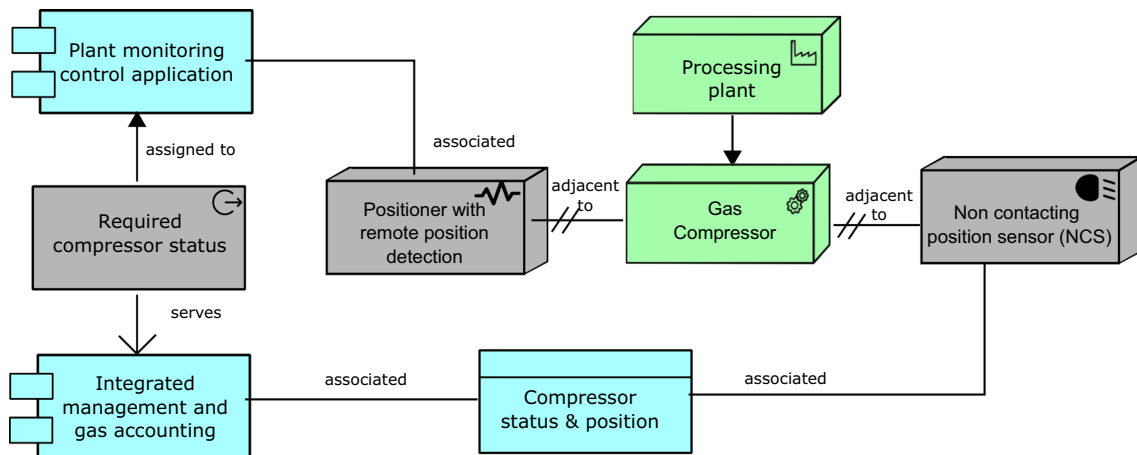 Plant monitoring
control application
Processing
plant
associated
assigned to
adjacent
to
adjacent
to
Required
compressor status
Positioner with
remote position
detection
Gas
Compressor
Non contacting
position sensor (NCS)
serves
Integrated
management and
gas accounting
associated
Compressor
status & position
associated